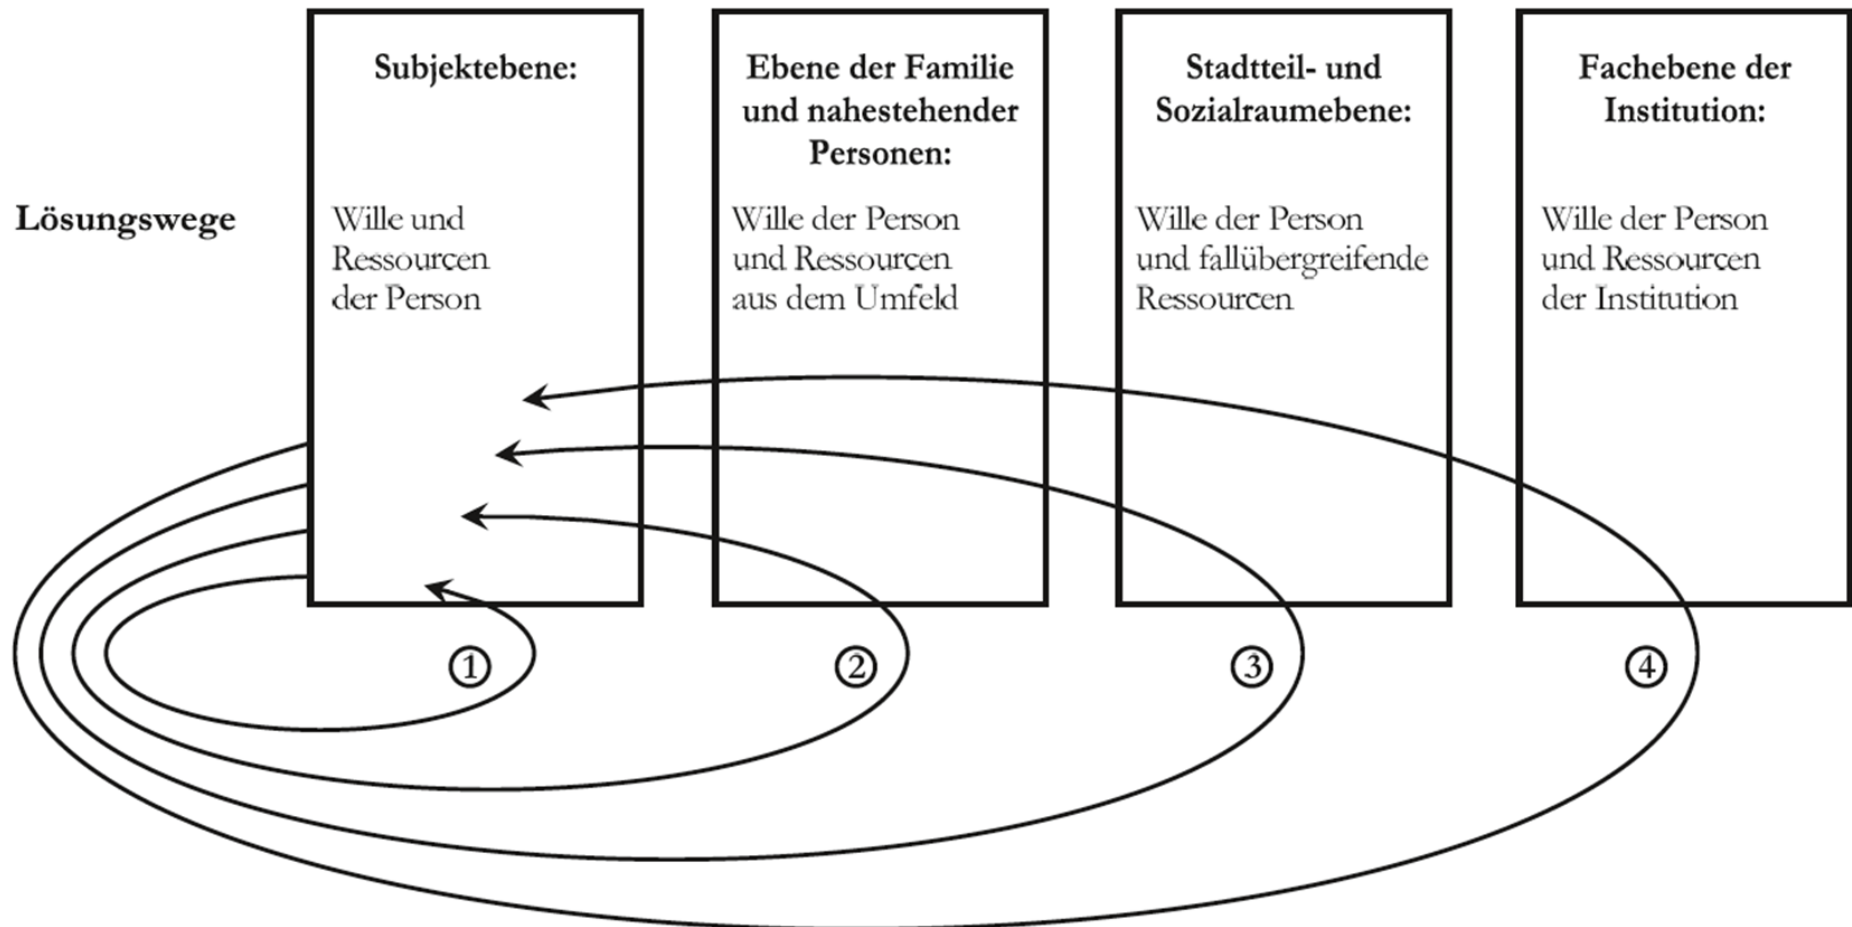 Subjektebene:
Ebene der Familie
und nahestehender
Personen:
Stadtteil- und
Sozialraumebene:
Fachebene der
Institution:
Lösungswege
Wille und
Ressourcen
der Person
Wille der Person
und Ressourcen
aus dem Umfeld
Wille der Person
und fallübergreifende
Ressourcen
Wille der Person
und Ressourcen
der Institution
1
2
3
4